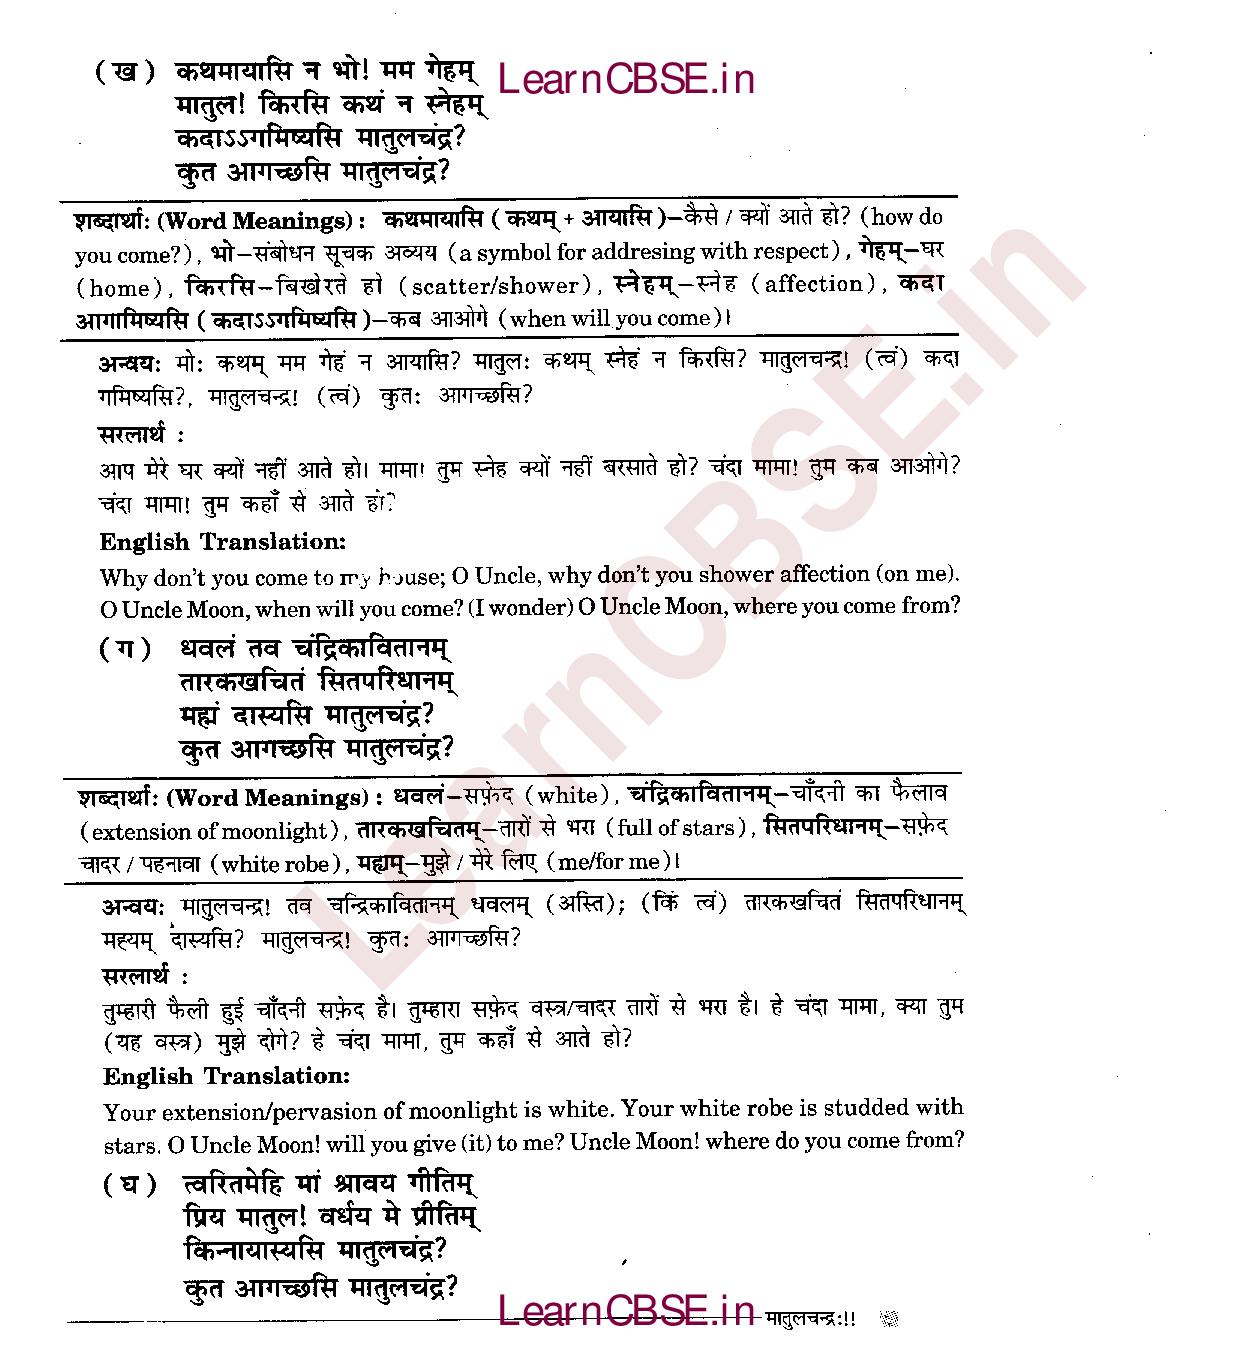 (ख) कथमायासि न भो! मम गेहम् LearnCBSE.in
मातुल! किरसि कथं न स्नेहम्
कदाऽऽगमिष्यसि मातुलचंद्र?
कुत आगच्छसि मातुलचंद्र?
शब्दार्था: (Word Meanings) : कथमायासि (कथम् + आयासि)–कैसे / क्यों आते हो? (how do
you come?), भो–संबोधन सूचक अव्यय (a symbol for addresing with respect), गेहम्–घर
(home), किरसि–बिखेरते हो (scatter/shower), स्नेहम्–स्नेह (affection), कदा
आगामिष्यसि (कदाऽऽगमिष्यसि)–कब आओगे (when will you come)।
अन्वय: मो: कथम् मम गेहं न आयासि? मातुल: कथम् स्नेहं न किरसि? मातुलचन्द्र! (त्वं) कदा
गमिष्यसि?, मातुलचन्द्र! (त्वं) कुत: आगच्छसि?
सरलार्थ :
आप मेरे घर क्यों नहीं आते हो। मामा! तुम स्नेह क्यों नहीं बरसाते हो? चंदा मामा! तुम कब आओगे?
चंदा मामा! तुम कहाँ से आते हो?
English Translation:
Why don't you come to my house; O Uncle, why don't you shower affection (on me).
O Uncle Moon, when will you come? (I wonder) O Uncle Moon, where you come from?
(ग) धवलं तव चंद्रिकावितानम्
तारकखचितं सितपरिधानम्
मह्यं दास्यसि मातुलचंद्र?
कुत आगच्छसि मातुलचंद्र?
शब्दार्था: (Word Meanings) : धवलं–सफ़ेद (white), चंद्रिकावितानम्–चाँदनी का फैलाव
(extension of moonlight), तारकखचितम्–तारों से भरा (full of stars), सितपरिधानम्–सफ़ेद
चादर / पहनावा (white robe), मह्यम्–मुझे / मेरे लिए (me/for me)।
अन्वय: मातुलचन्द्र! तव चन्द्रिकावितानम् धवलम् (अस्ति); (किं त्वं) तारकखचितं सितपरिधानम्
मह्यम् दास्यसि? मातुलचन्द्र! कुत: आगच्छसि?
सरलार्थ :
तुम्हारी फैली हुई चाँदनी सफ़ेद है। तुम्हारा सफ़ेद वस्त्र/चादर तारों से भरा है। हे चंदा मामा, क्या तुम
(यह वस्त्र) मुझे दोगे? हे चंदा मामा, तुम कहाँ से आते हो?
English Translation:
Your extension/pervasion of moonlight is white. Your white robe is studded with
stars. O Uncle Moon! will you give (it) to me? Uncle Moon! where do you come from?
(घ) त्वरितमेहि मां श्रावय गीतिम्
प्रिय मातुल! वर्धय मे प्रीतिम्
किन्नायास्यसि मातुलचंद्र?
कुत आगच्छसि मातुलचंद्र?
LearnCBSE.in मातुलचन्द्र:!!
LearnCBSE.in